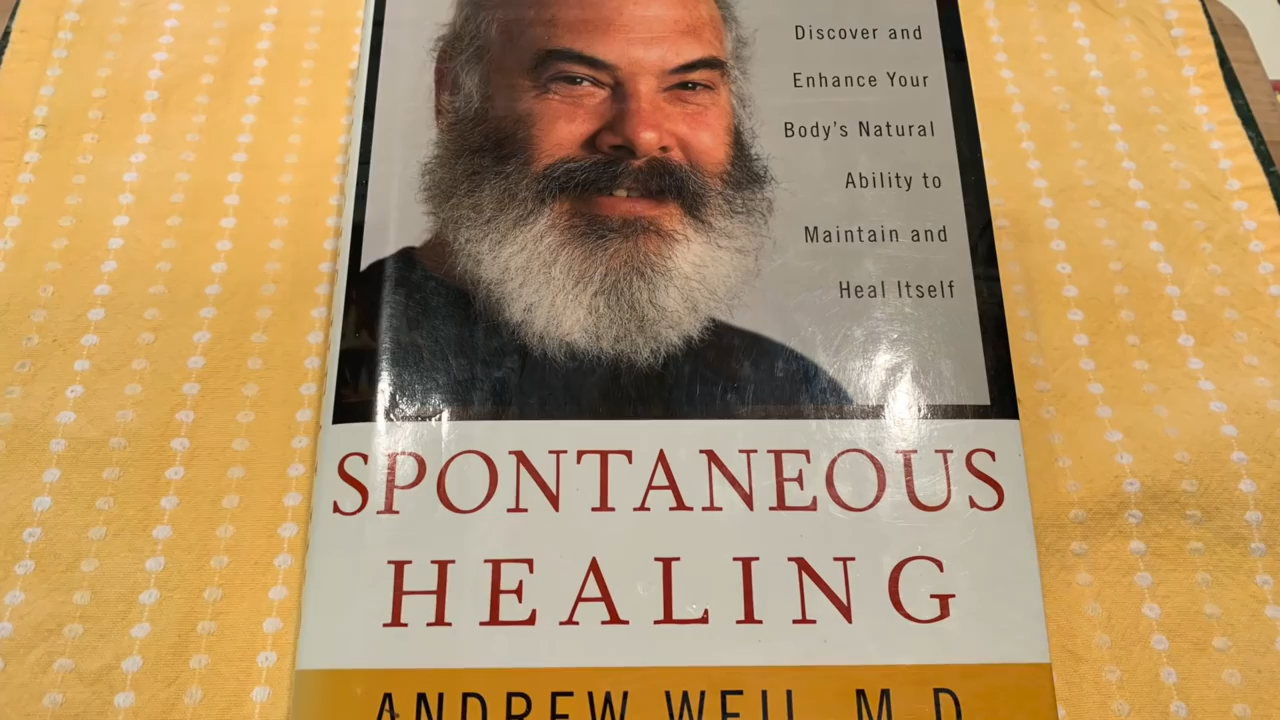 Discover and
Enhance Your
Body's Natural
Ability to
Maintain and
Heal Itself
SPONTANEOUS
HEALING
ANDREW WEIL, M.D.